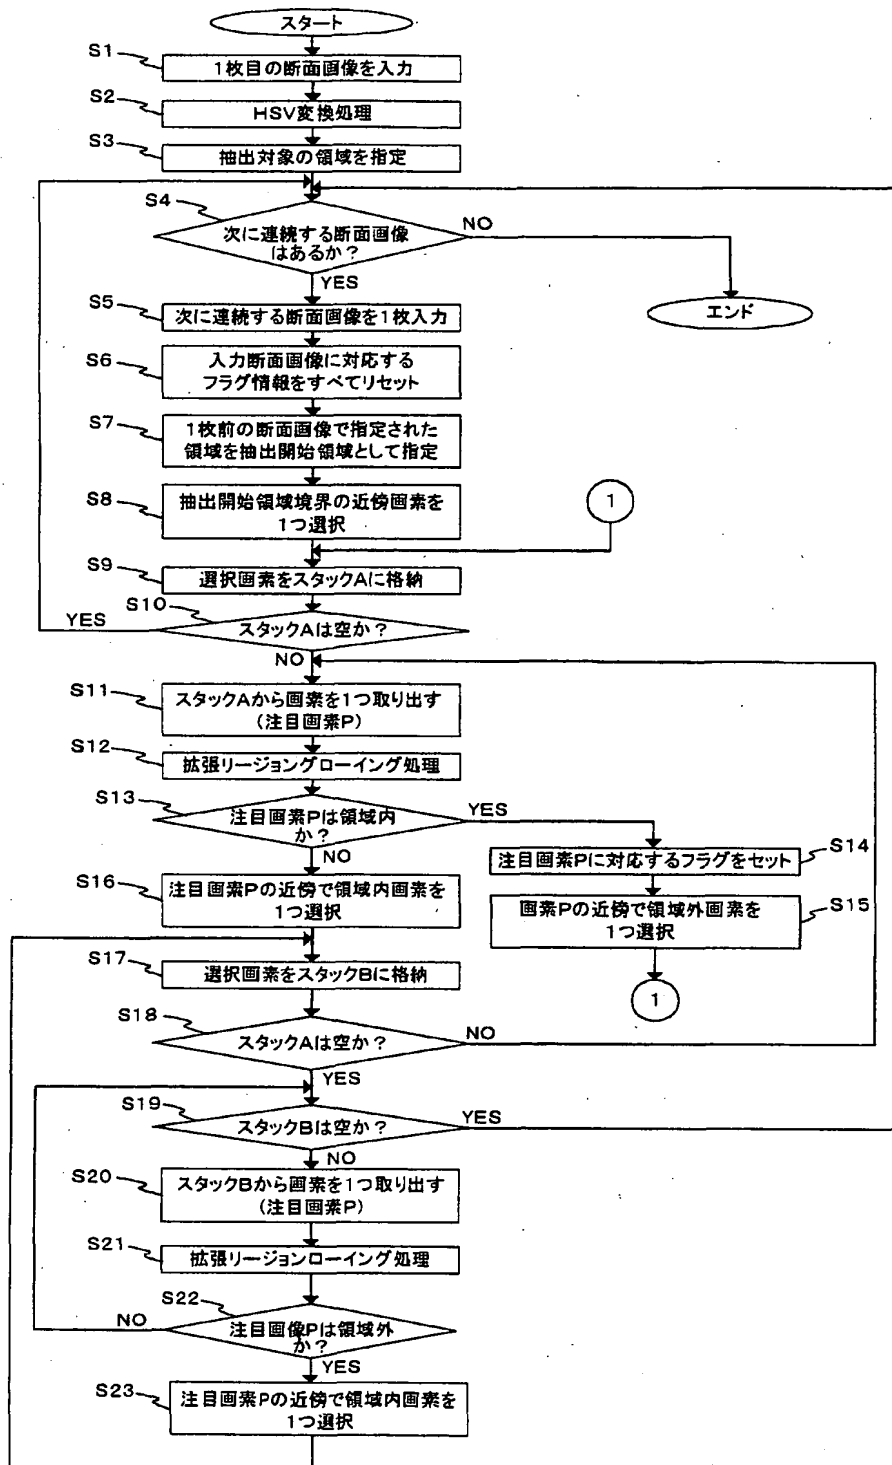 スタート
S1
1枚目の断面画像を入力
S2
HSV変換処理
S3
抽出対象の領域を指定
S4
次に連続する断面画像
はあるか?
NO
YES
エンド
S5
次に連続する断面画像を1枚入力
S6
入力断面画像に対応する
フラグ情報をすべてリセット
S7
1枚前の断面画像で指定された
領域を抽出開始領域として指定
S8
抽出開始領域境界の近傍画素を
1つ選択
1
S9
選択画素をスタックAに格納
S10
YES
スタックAは空か?
NO
S11
スタックAから画素を1つ取り出す
(注目画素P)
S12
拡張リージョングローイング処理
S13
注目画素Pは領域内
か?
YES
NO
S14
注目画素Pに対応するフラグをセット
S15
画素Pの近傍で領域外画素を
1つ選択
1
S16
注目画素Pの近傍で領域内画素を
1つ選択
S17
選択画素をスタックBに格納
S18
スタックAは空か?
NO
YES
S19
スタックBは空か?
YES
NO
S20
スタックBから画素を1つ取り出す
(注目画素P)
S21
拡張リージョンローイング処理
S22
NO
注目画像Pは領域外
か?
YES
S23
注目画素Pの近傍で領域内画素を
1つ選択